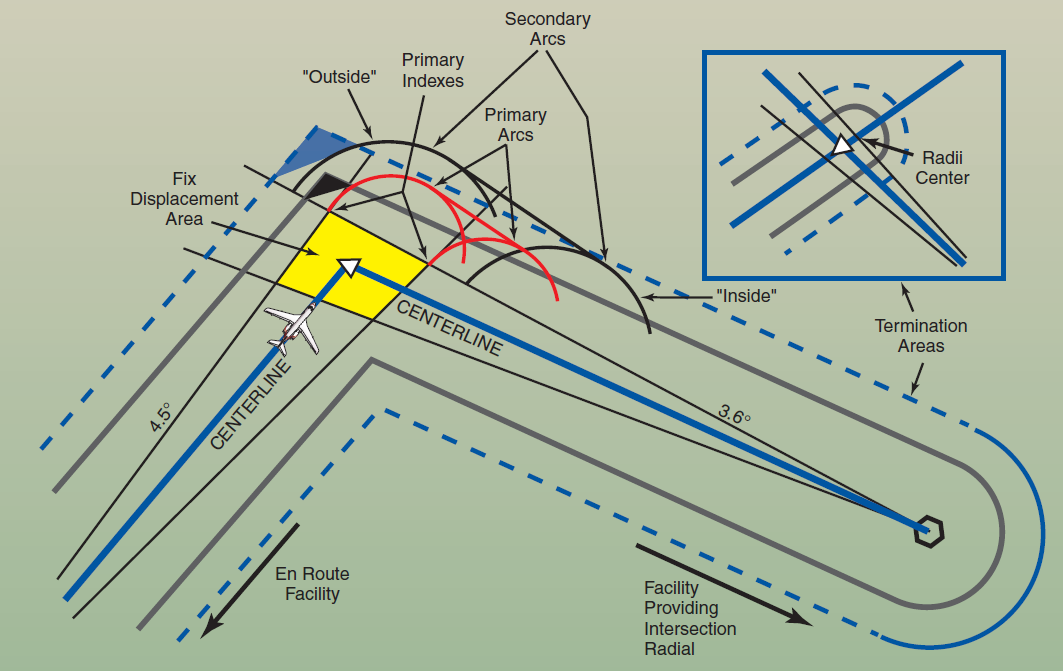 Secondary
Arcs
"Outside"
Primary
Indexes
Primary
Arcs
Fix
Displacement
Area
Radii
Center
"Inside"
Termination
Areas
CENTERLINE
CENTERLINE
4.5°
3.6°
En Route
Facility
Facility
Providing
Intersection
Radial